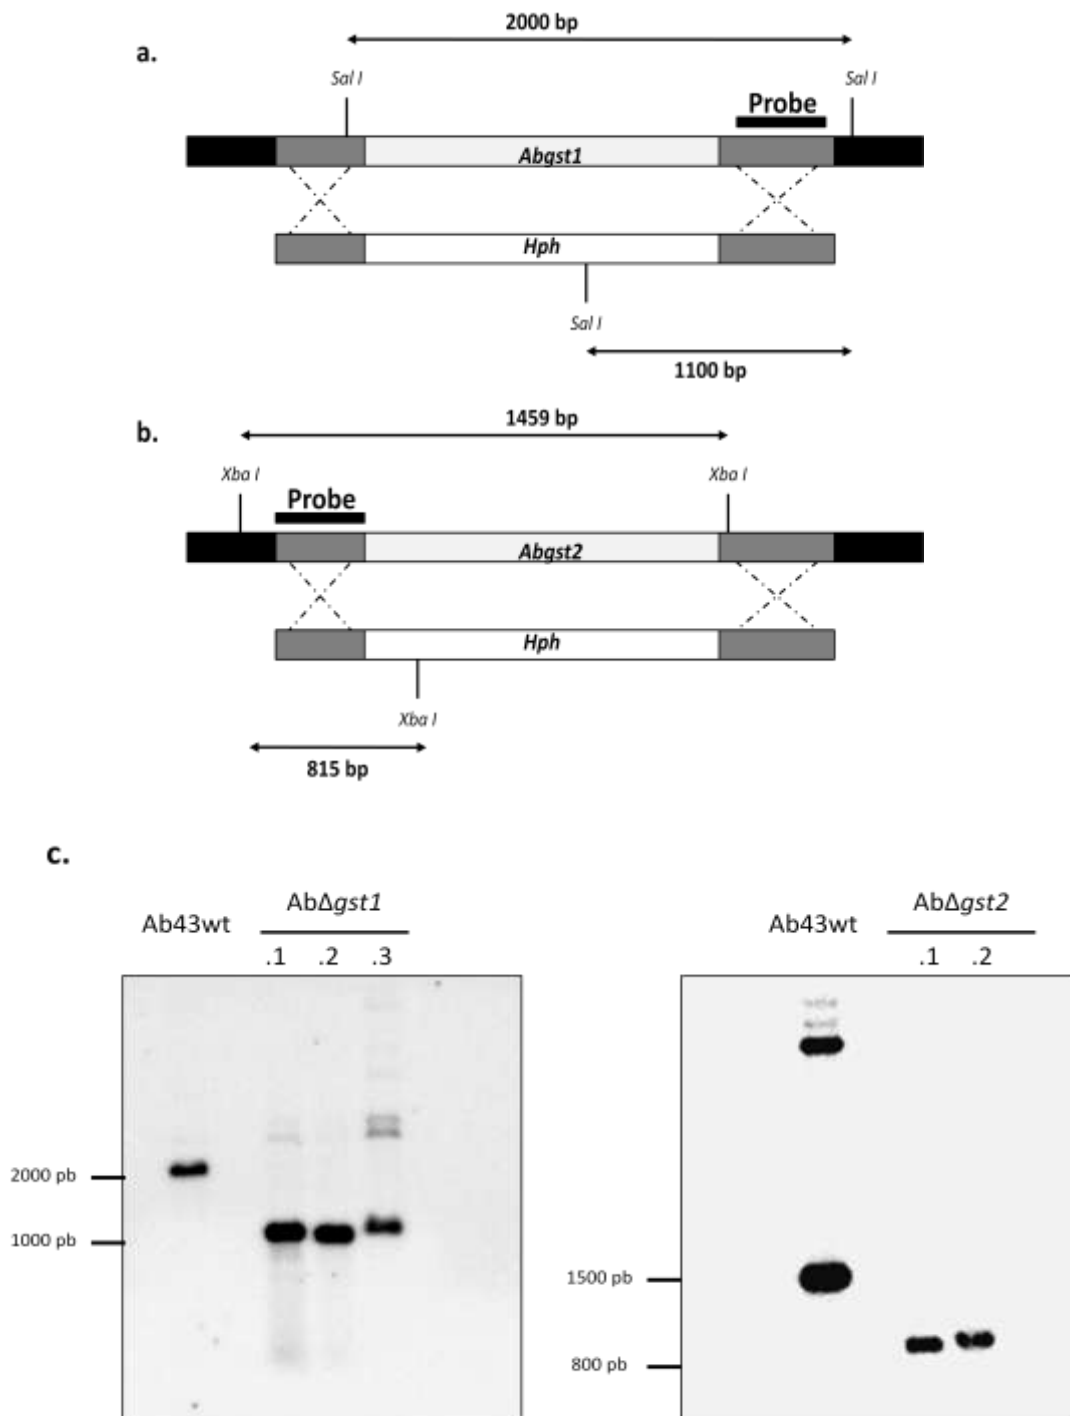 2000 bp
a.
Sal I
Sal I
Probe
Abgst1
Hph
Sal I
1100 bp
b.
1459 bp
Xba I
Xba I
Probe
Abgst2
Hph
Xba I
815 bp
c.
Ab43wt
AbΔgst1
.1 .2 .3
2000 pb
1000 pb
Ab43wt
AbΔgst2
.1 .2
1500 pb
800 pb